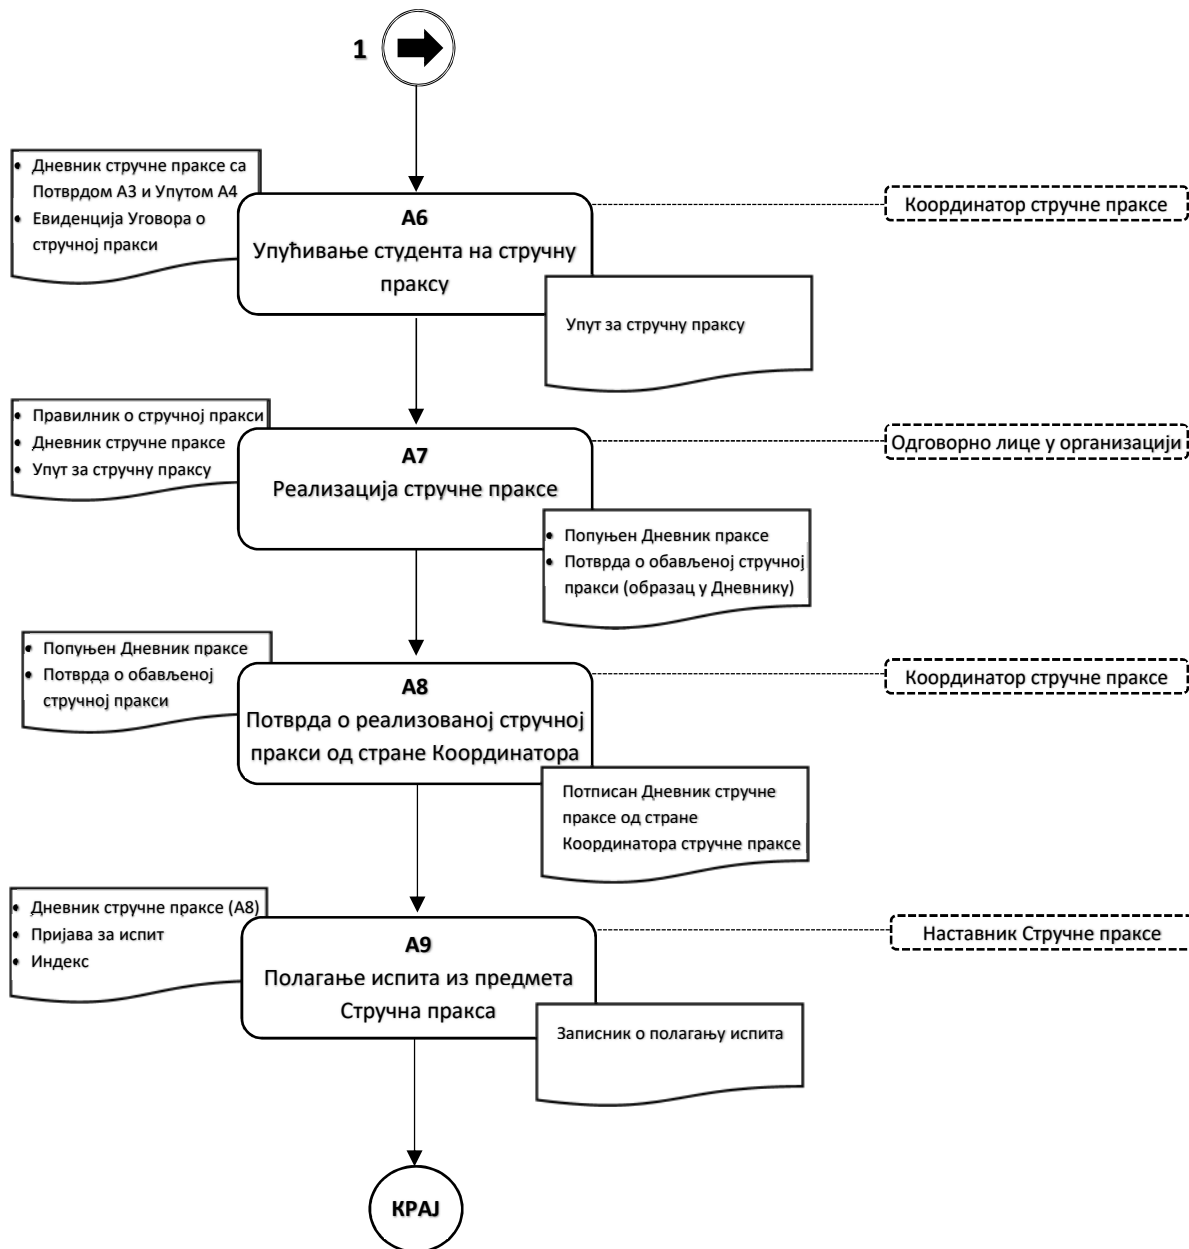 1
Дневник стручне праксе са
Потврдом А3 и Упутом А4
Евиденција Уговора о
стручној пракси
А6
Упућивање студента на стручну
праксу
Координатор стручне праксе
Упут за стручну праксу
Правилник о стручној пракси
Дневник стручне праксе
Упут за стручну праксу
А7
Реализација стручне праксе
Одговорно лице у организацији
Попуњен Дневник праксе
Потврда о обављеној стручној
пракси (образац у Дневнику)
Попуњен Дневник праксе
Потврда о обављеној
стручној пракси
А8
Потврда о реализованој стручној
пракси од стране Координатора
Координатор стручне праксе
Потписан Дневник стручне
праксе од стране
Координатора стручне праксе
Дневник стручне праксе (А8)
Пријава за испит
Индекс
А9
Полагање испита из предмета
Стручна пракса
Наставник Стручне праксе
Записник о полагању испита
КРАЈ